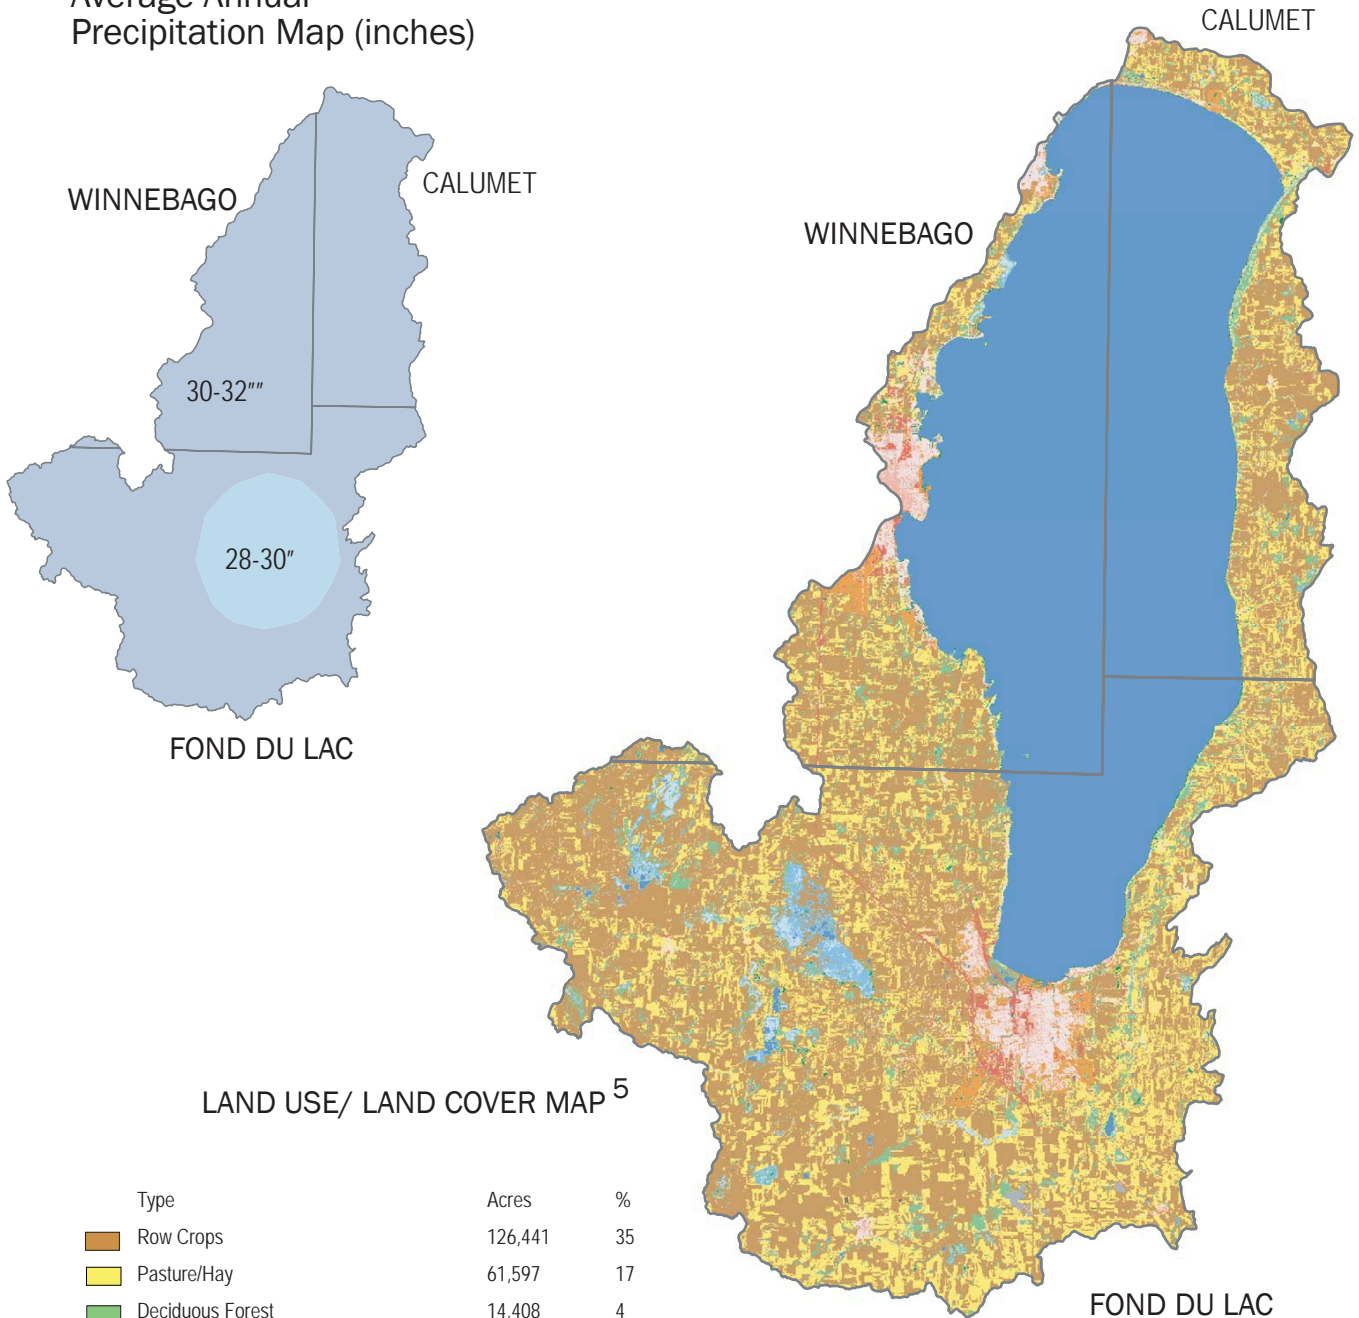 Average Annual
Precipitation Map (inches)
WINNEBAGO
CALUMET
30-32””
28-30”
FOND DU LAC
CALUMET
WINNEBAGO
FOND DU LAC
LAND USE/ LAND COVER MAP 5
Type Acres %
Row Crops 126,441 35
Pasture/Hay 61,597 17
Deciduous Forest 14,408 4